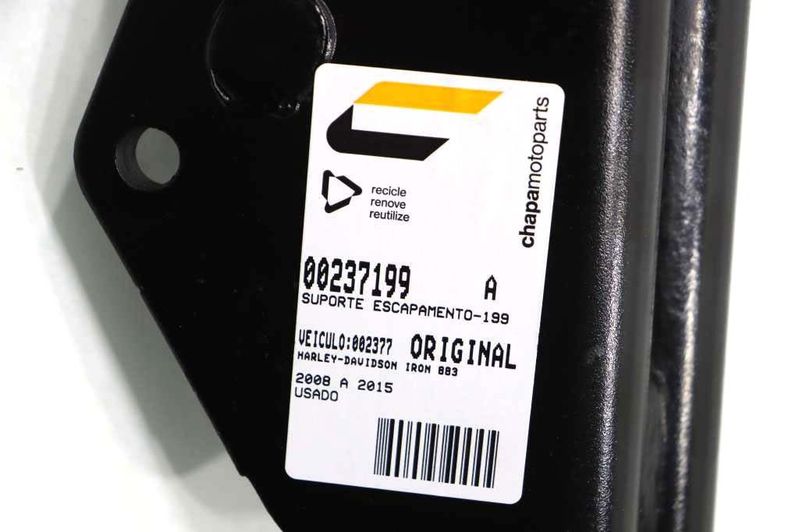 recicle
renove
reutilize
chapamotoparts
00237199 A
SUPORTE ESCAPAMENTO-199
VEICULO:002377 ORIGINAL
HARLEY-DAVIDSON IRON 883
2008 A 2015
USADO